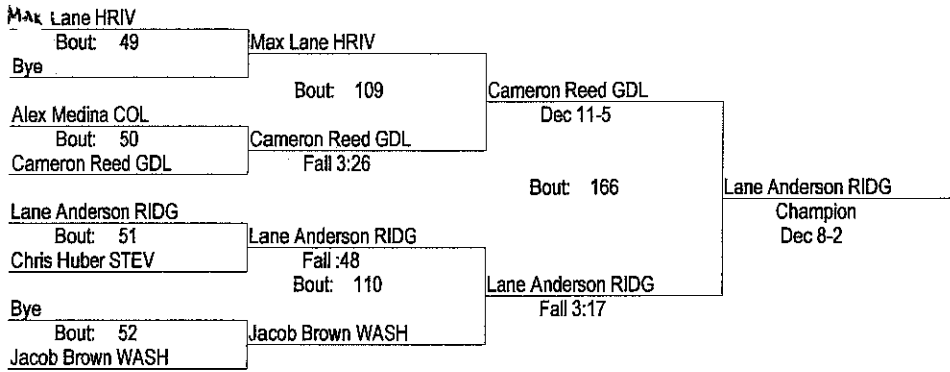 Max Lane HRIV
Bout: 49
Max Lane HRIV
Bye
Bout: 109
Cameron Reed GDL
Alex Medina COL
Dec 11-5
Bout: 50
Cameron Reed GDL
Cameron Reed GDL
Fall 3:26
Bout: 166
Lane Anderson RIDG
Lane Anderson RIDG
Champion
Bout: 51
Lane Anderson RIDG
Dec 8-2
Chris Huber STEV
Fall :48
Bout: 110
Lane Anderson RIDG
Bye
Fall 3:17
Bout: 52
Jacob Brown WASH
Jacob Brown WASH